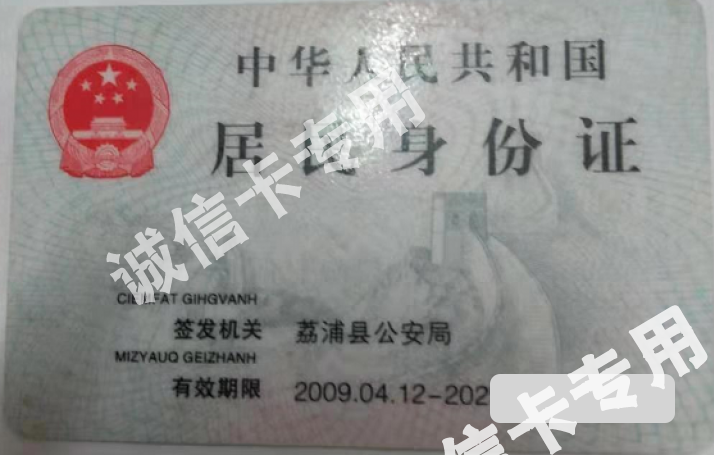 中华人民共和国
居民身份证
诚信卡专用
CIEMFAT GIHGVANH
签发机关 荔浦县公安局
MIZYAUQ GEIZHANH
有效期限 2009.04.12-202
信卡专用